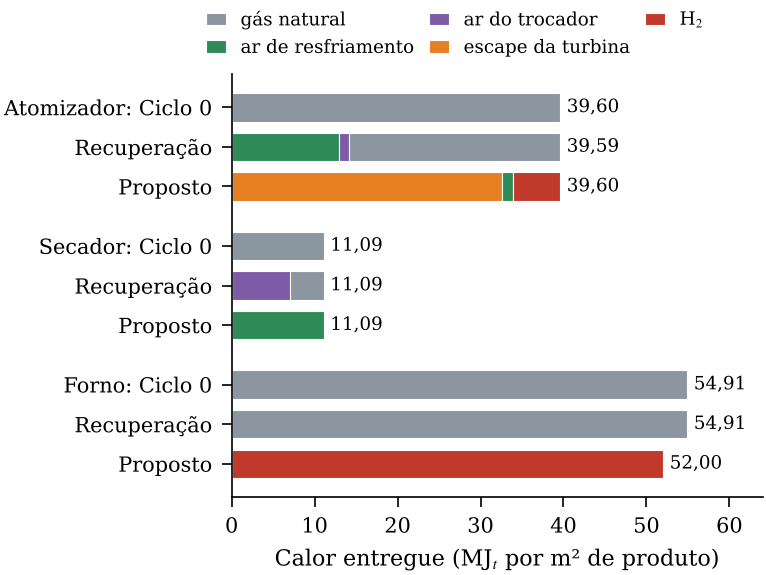 gás natural
ar do trocador
H₂
ar de resfriamento
escape da turbina
Atomizador: Ciclo 0
39,60
Recuperação
39,59
Proposto
39,60
Secador: Ciclo 0
11,09
Recuperação
11,09
Proposto
11,09
Forno: Ciclo 0
54,91
Recuperação
54,91
Proposto
52,00
0 10 20 30 40 50 60
Calor entregue (MJₜ por m² de produto)